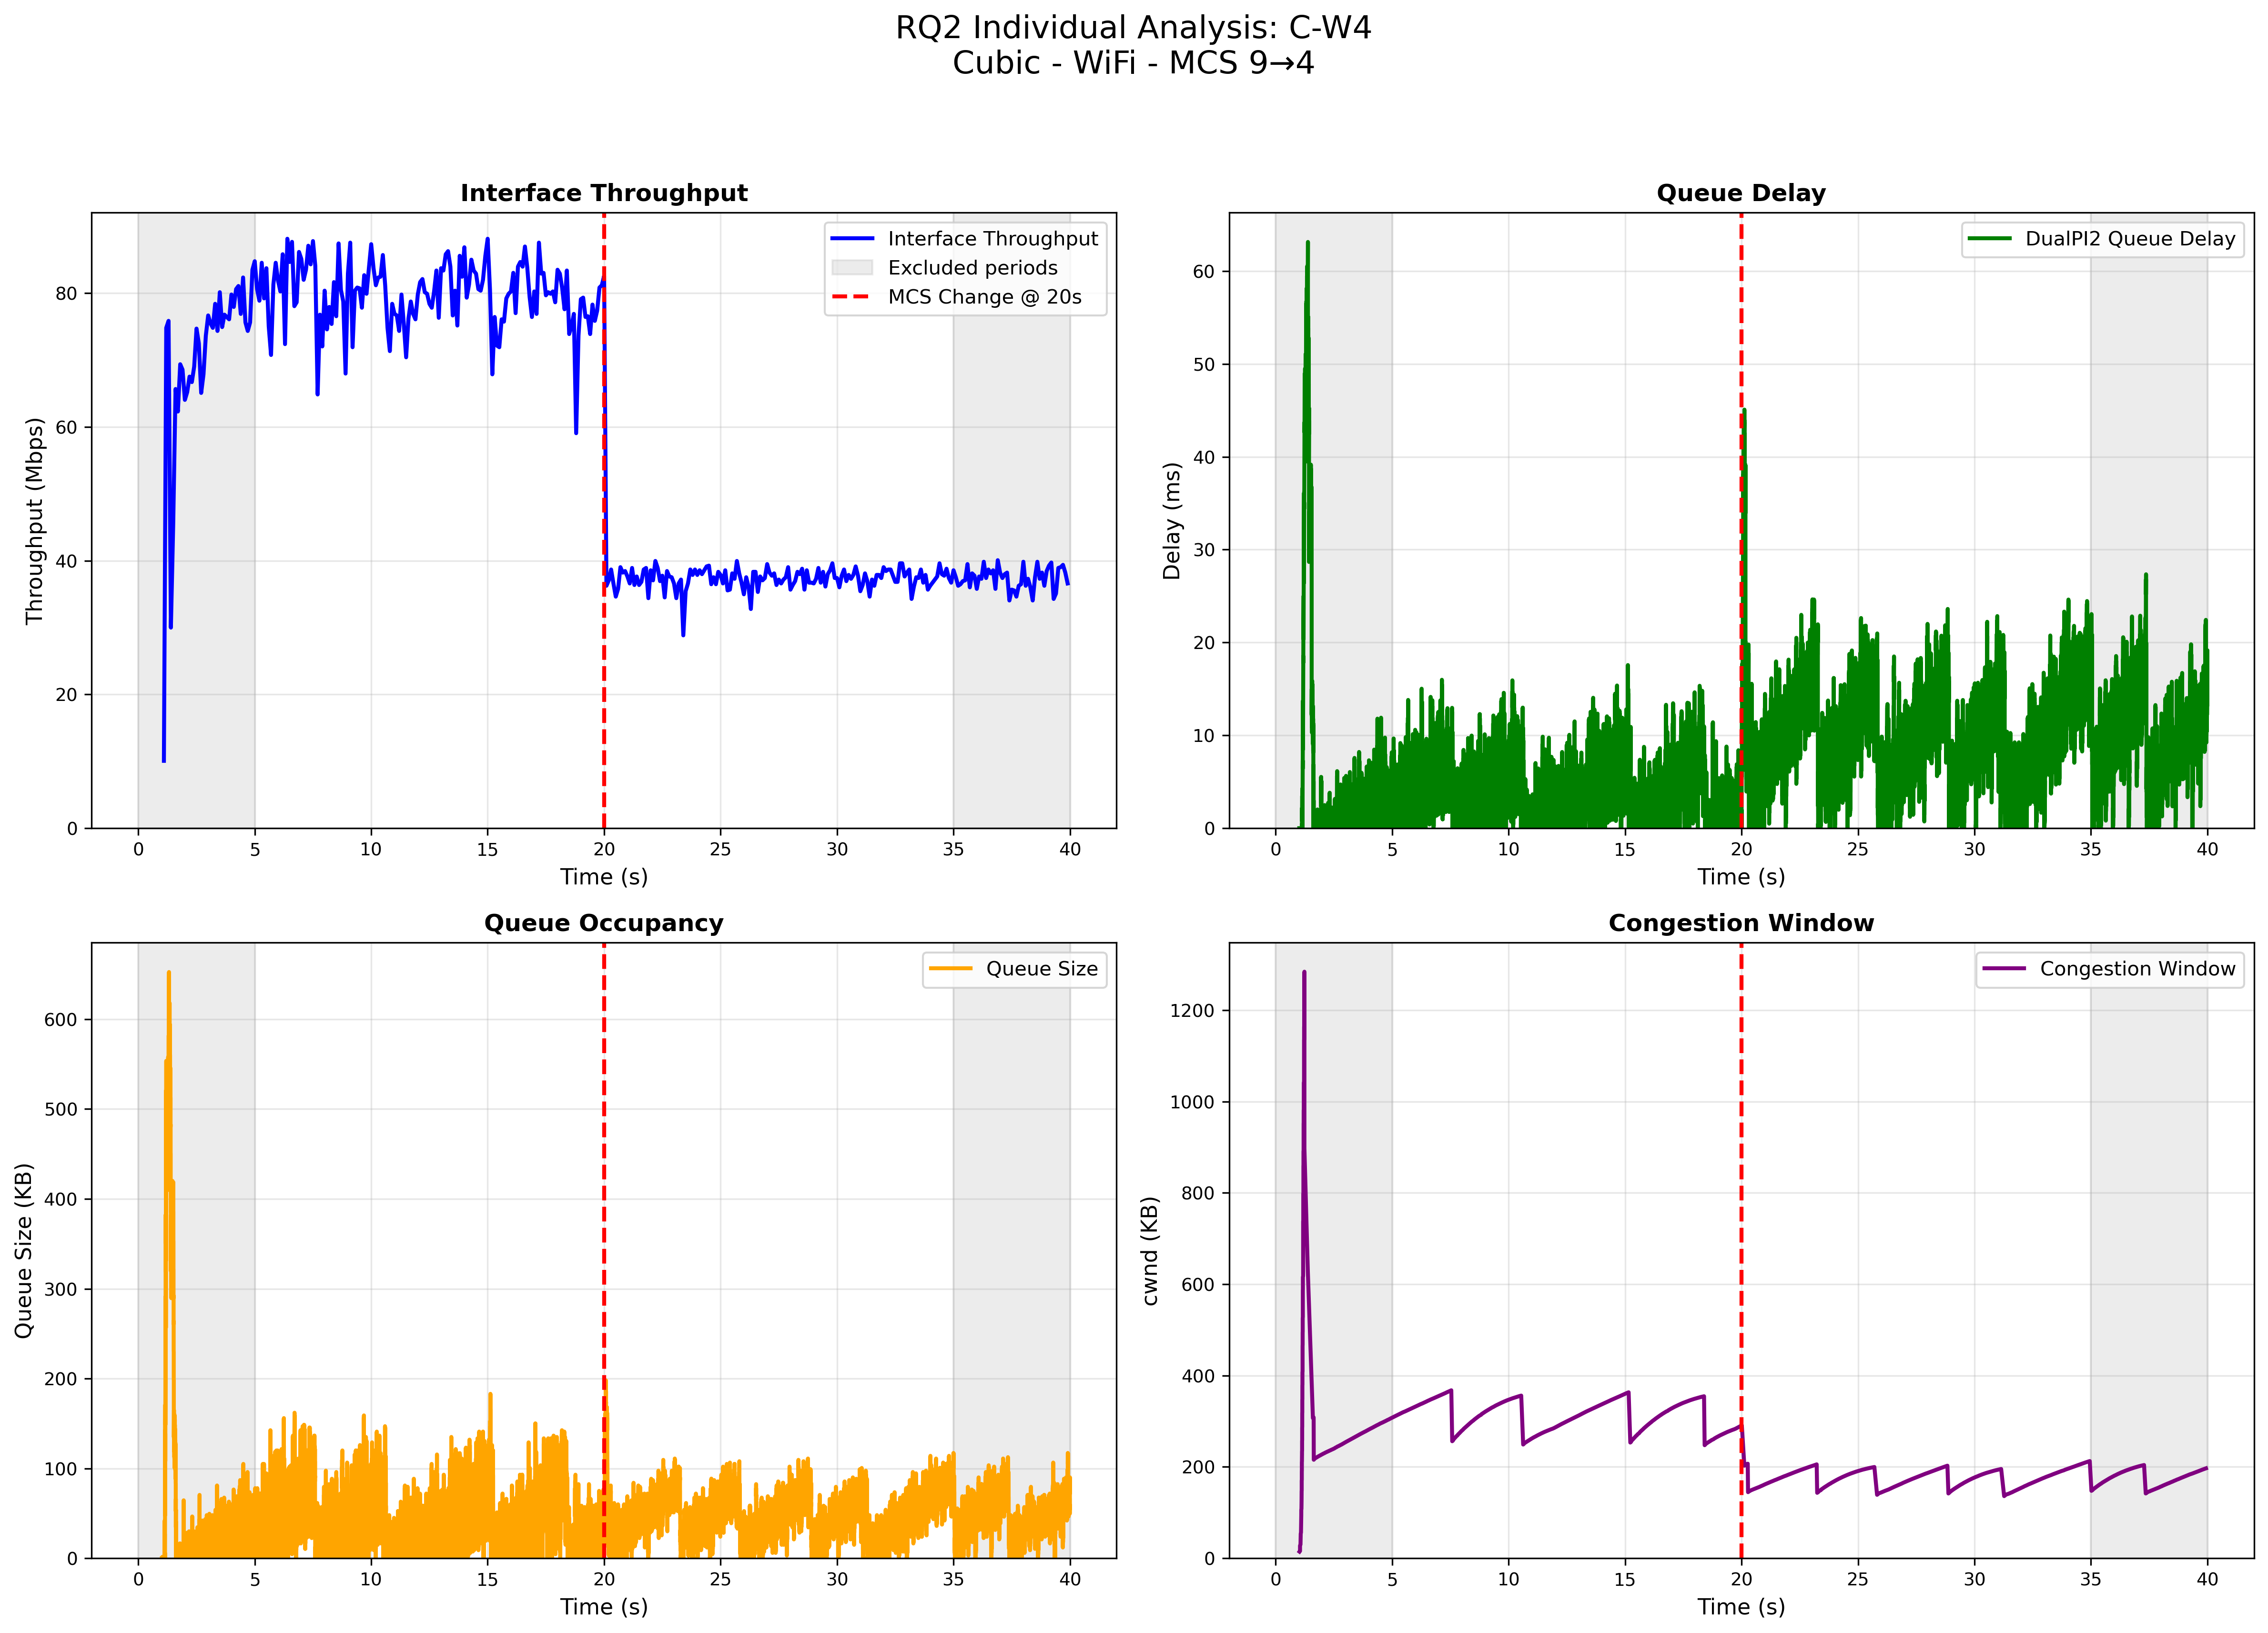 RQ2 Individual Analysis: C-W4
Cubic - WiFi - MCS 9→4
Interface Throughput
Throughput (Mbps)
80
60
40
20
0
0 5 10 15 20 25 30 35 40
Time (s)
Interface Throughput
Excluded periods
MCS Change @ 20s
Queue Delay
Delay (ms)
60
50
40
30
20
10
0
0 5 10 15 20 25 30 35 40
Time (s)
DualPI2 Queue Delay
Queue Occupancy
Queue Size (KB)
600
500
400
300
200
100
0
0 5 10 15 20 25 30 35 40
Time (s)
Queue Size
Congestion Window
cwnd (KB)
1200
1000
800
600
400
200
0
0 5 10 15 20 25 30 35 40
Time (s)
Congestion Window